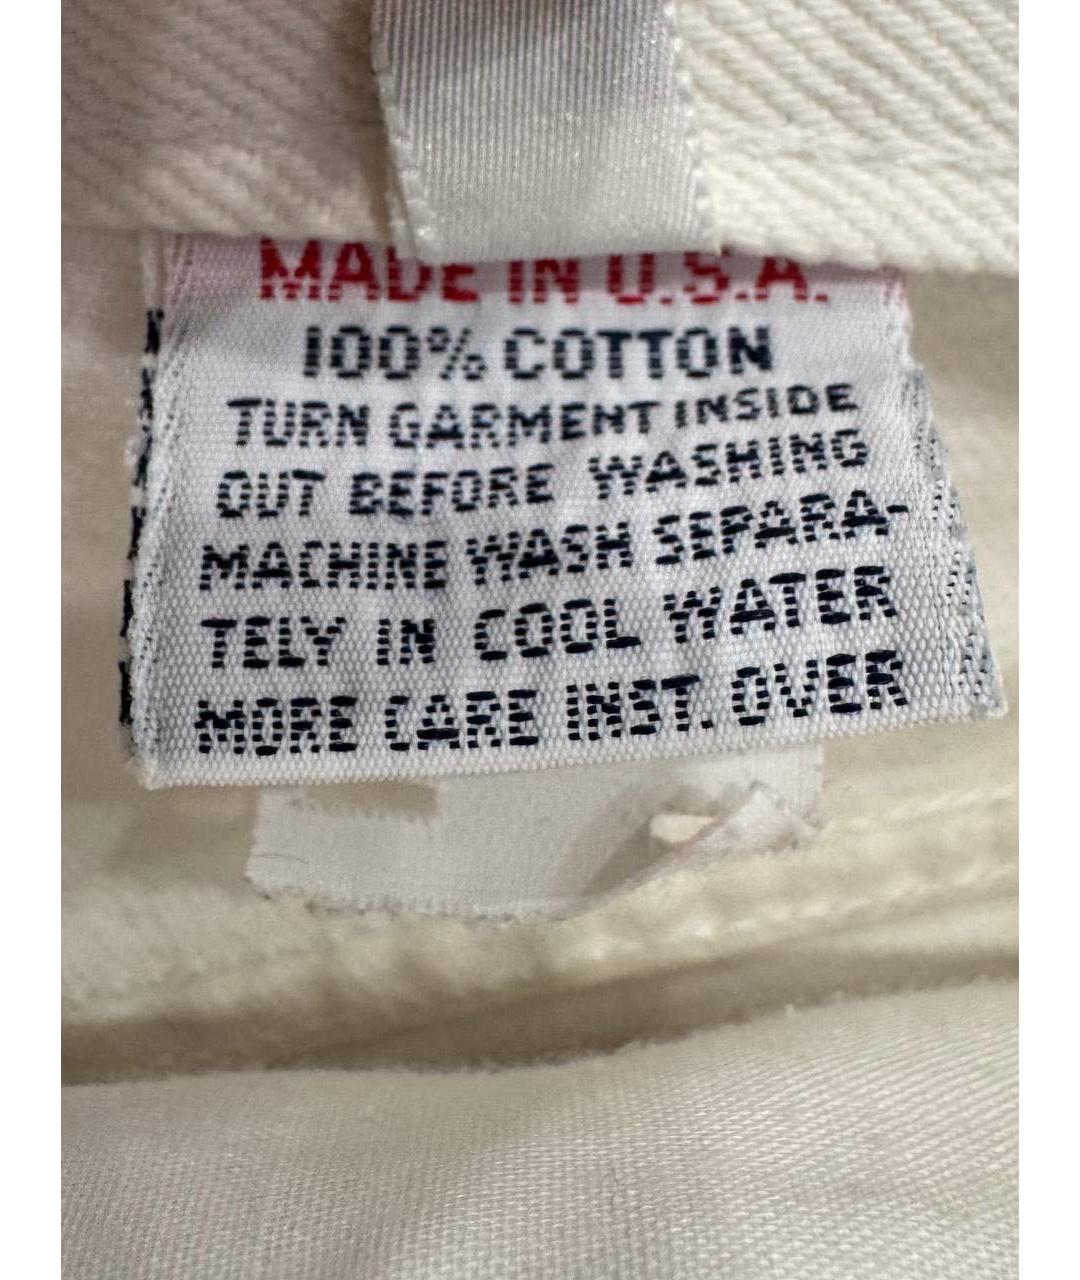 MADE IN U.S.A.
100% COTTON
TURN GARMENT INSIDE
OUT BEFORE WASHING
MACHINE WASH SEPARA-
TELY IN COOL WATER
MORE CARE INST. OVER